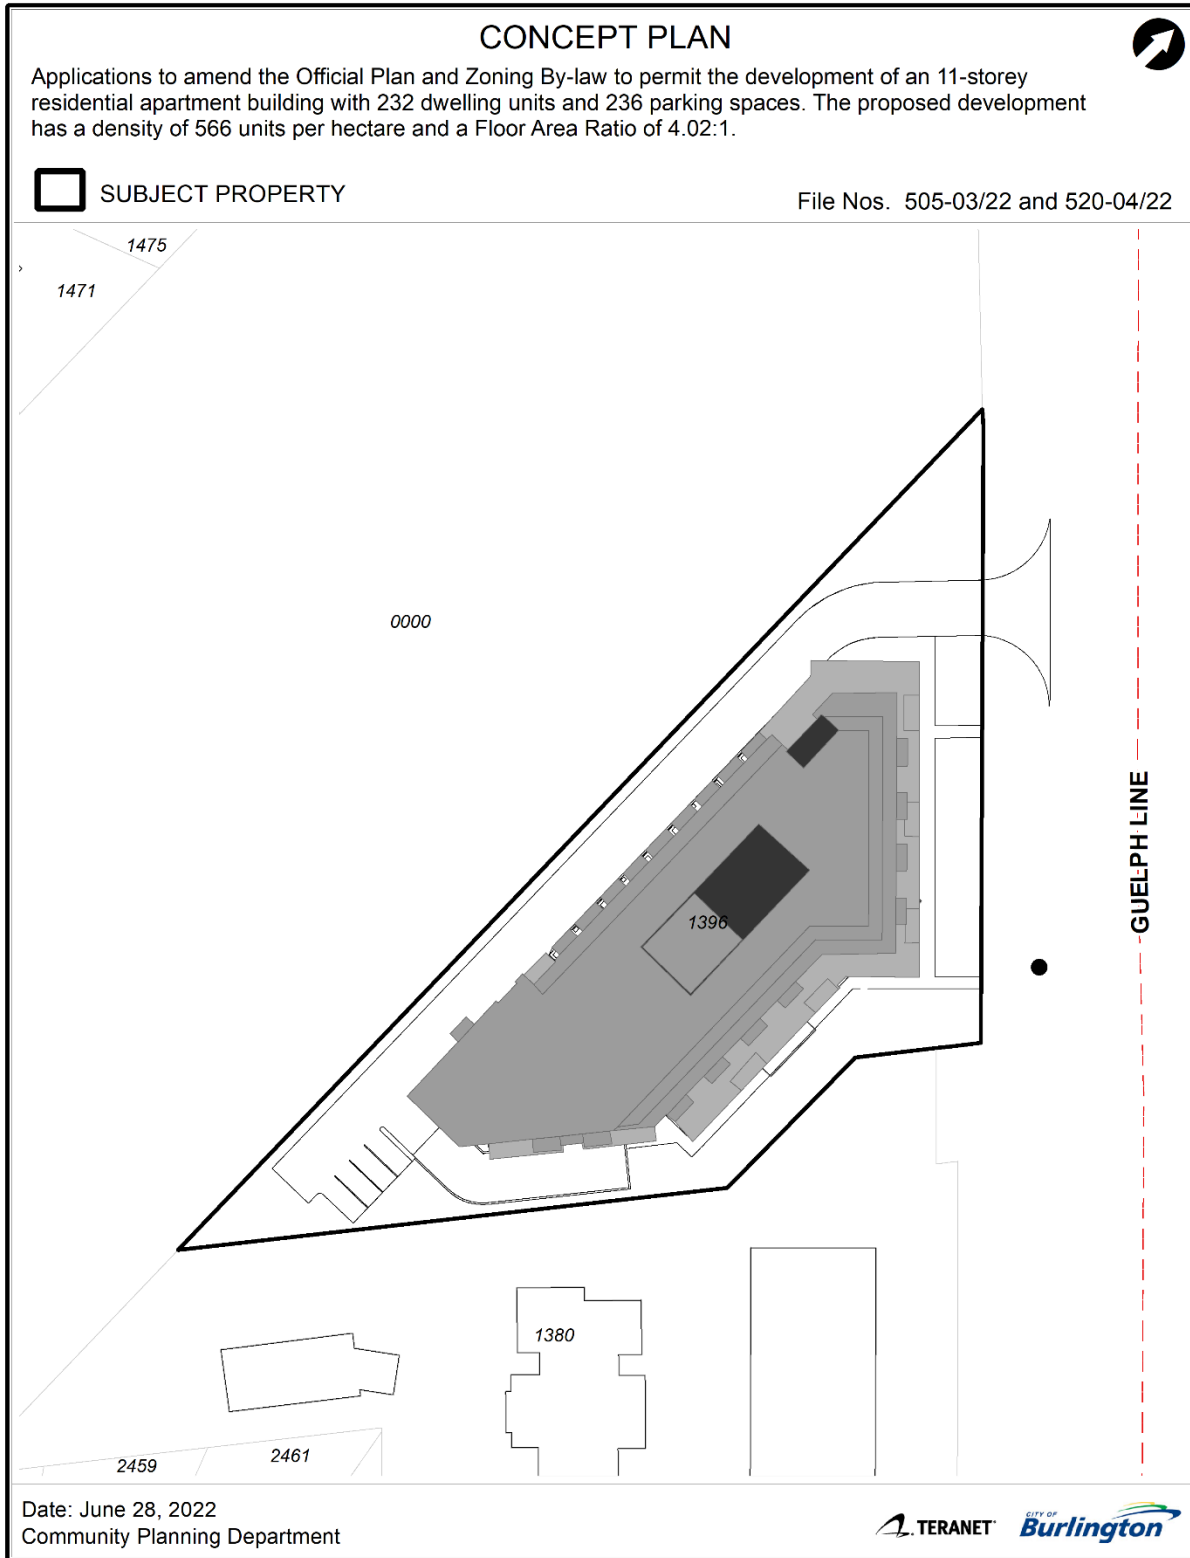 CONCEPT PLAN
Applications to amend the Official Plan and Zoning By-law to permit the development of an 11-storey
residential apartment building with 232 dwelling units and 236 parking spaces. The proposed development
has a density of 566 units per hectare and a Floor Area Ratio of 4.02:1.
SUBJECT PROPERTY
File Nos. 505-03/22 and 520-04/22
1475
1471
0000
GUELPH LINE
1396
1380
2461
2459
Date: June 28, 2022
Community Planning Department
TERANET
CITY OF
Burlington